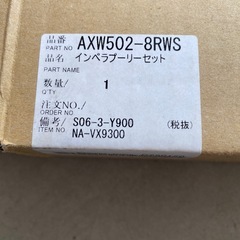 品番 AXW502-8RWS
PART NO
品名 インペラプーリーセット
PART NAME
数量/ 1
Q'TY
注文NO./
ORDER NO.
備考/ S06-3-Y900 (税抜)
ITEM NO. NA-VX9300